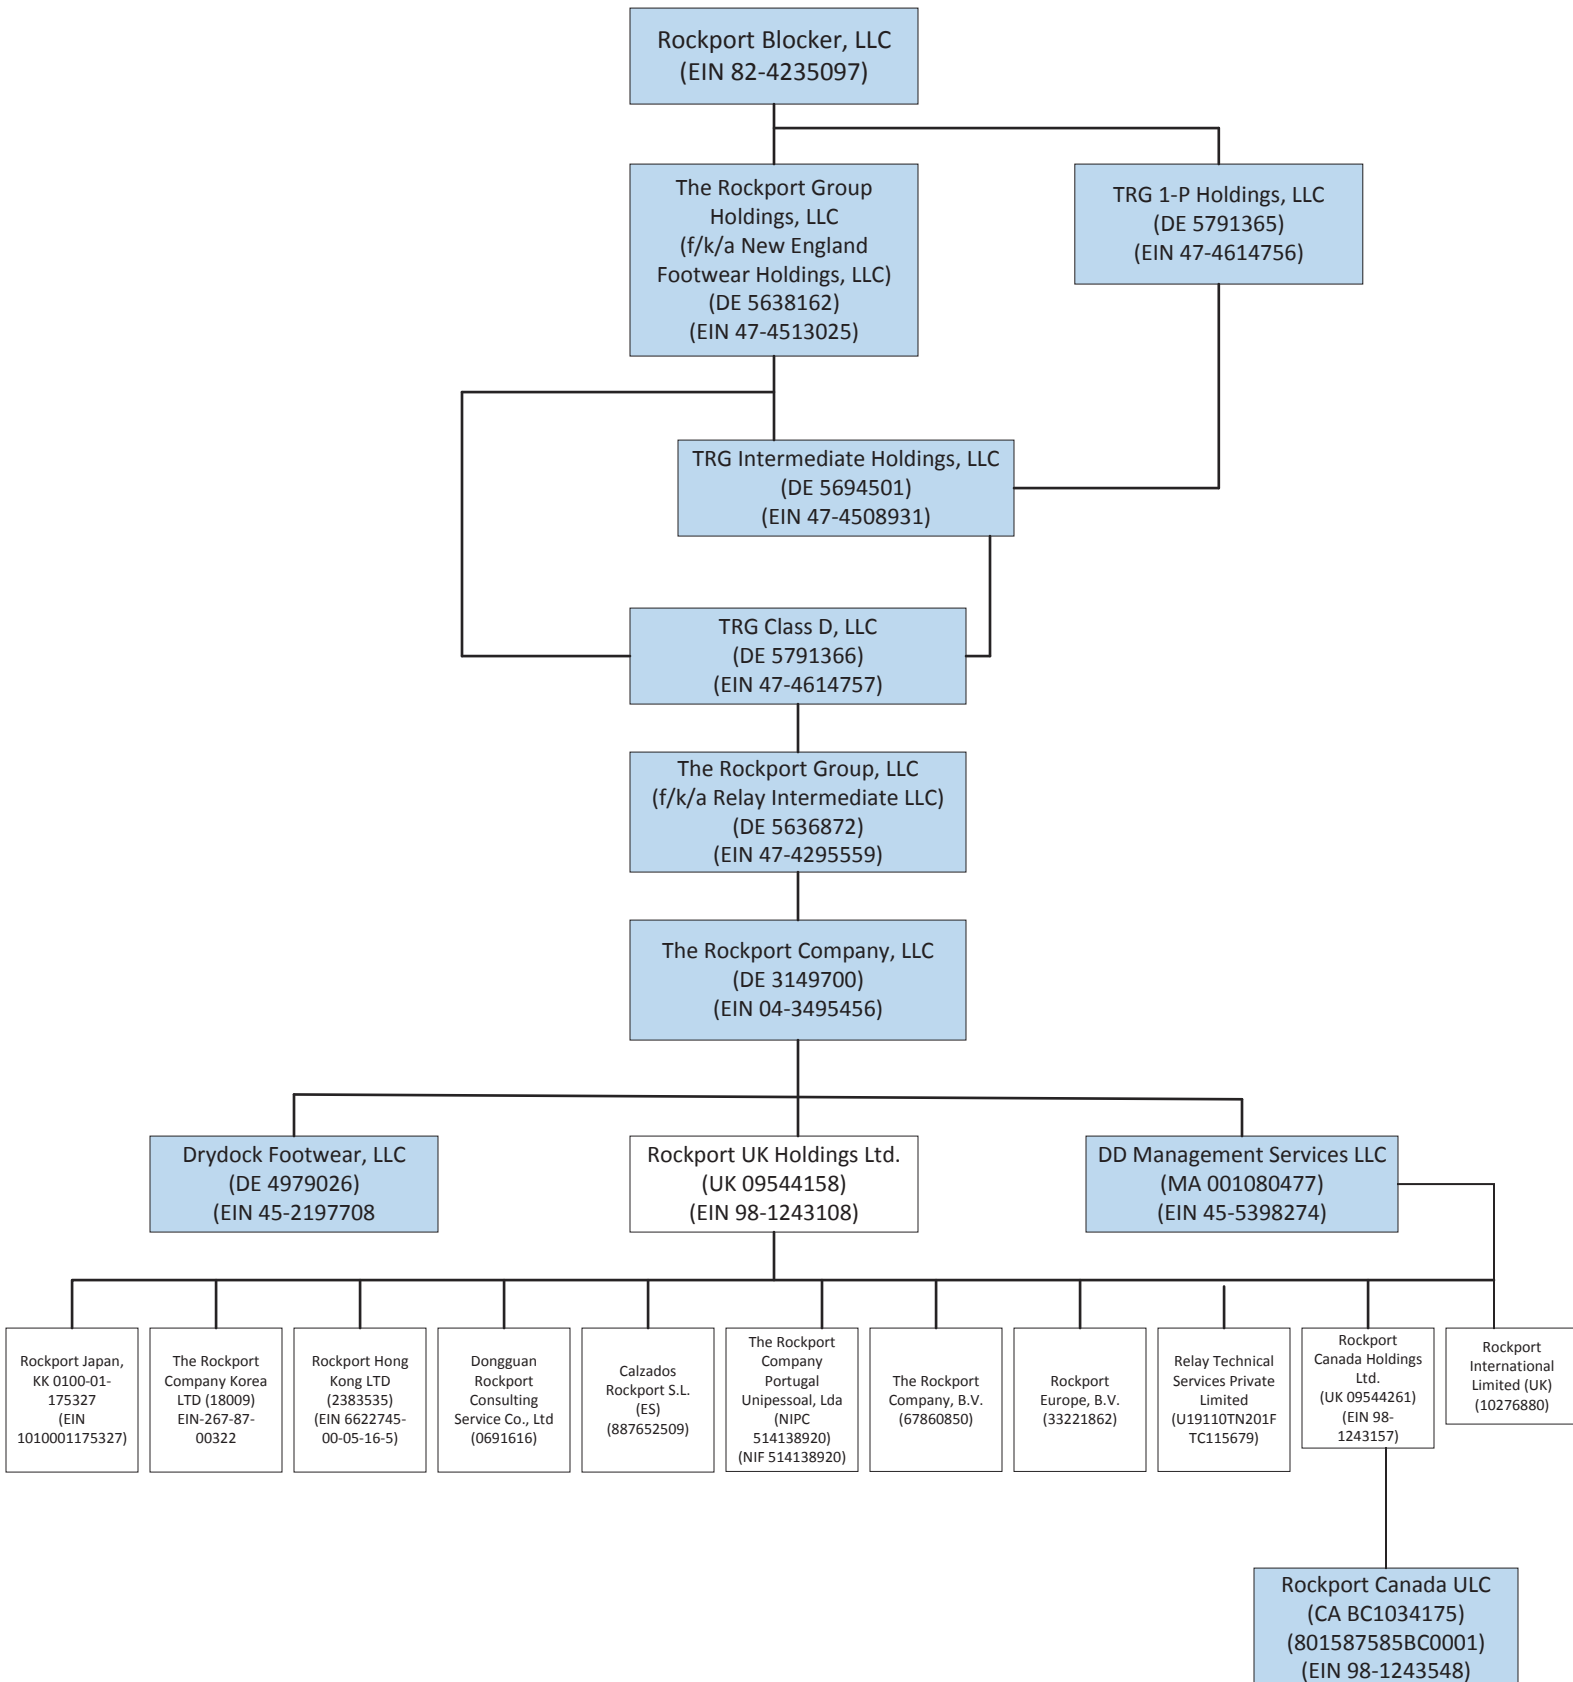 Rockport Blocker, LLC
(EIN 82-4235097)
The Rockport Group
Holdings, LLC
(f/k/a New England
Footwear Holdings, LLC)
(DE 5638162)
(EIN 47-4513025)
TRG 1-P Holdings, LLC
(DE 5791365)
(EIN 47-4614756)
TRG Intermediate Holdings, LLC
(DE 5694501)
(EIN 47-4508931)
TRG Class D, LLC
(DE 5791366)
(EIN 47-4614757)
The Rockport Group, LLC
(f/k/a Relay Intermediate LLC)
(DE 5636872)
(EIN 47-4295559)
The Rockport Company, LLC
(DE 3149700)
(EIN 04-3495456)
Drydock Footwear, LLC
(DE 4979026)
(EIN 45-2197708
Rockport UK Holdings Ltd.
(UK 09544158)
(EIN 98-1243108)
DD Management Services LLC
(MA 001080477)
(EIN 45-5398274)
Rockport Japan,
KK 0100-01-
175327
(EIN
1010001175327)
The Rockport
Company Korea
LTD (18009)
EIN-267-87-
00322
Rockport Hong
Kong LTD
(2383535)
(EIN 6622745-
00-05-16-5)
Dongguan
Rockport
Consulting
Service Co., Ltd
(0691616)
Calzados
Rockport S.L.
(ES)
(887652509)
The Rockport
Company
Portugal
Unipessoal, Lda
(NIPC
514138920)
(NIF 514138920)
The Rockport
Company, B.V.
(67860850)
Rockport
Europe, B.V.
(33221862)
Relay Technical
Services Private
Limited
(U19110TN201F
TC115679)
Rockport
Canada Holdings
Ltd.
(UK 09544261)
(EIN 98-
1243157)
Rockport
International
Limited (UK)
(10276880)
Rockport Canada ULC
(CA BC1034175)
(801587585BC0001)
(EIN 98-1243548)